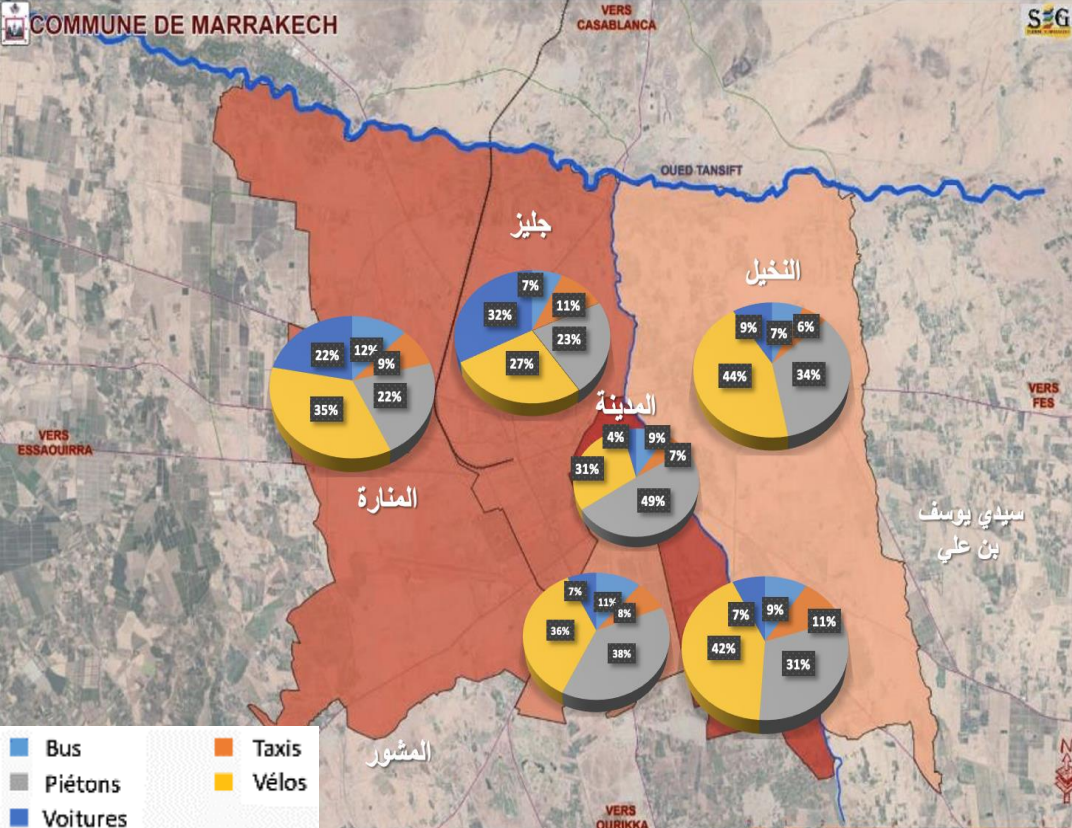 COMMUNE DE MARRAKECH
VERS
CASABLANCA
SIG
OUED TANSIFT
جليز
7%
11%
32%
23%
27%
النخيل
9%
7%
6%
44%
34%
22%
12%
9%
22%
35%
المدينة
4%
9%
7%
31%
49%
VERS
FES
VERS
ESSAOUIRRA
المنارة
سيدي يوسف
بن علي
7%
11%
8%
36%
38%
7%
9%
11%
42%
31%
المشور
Bus
Taxis
Piétons
Vélos
Voitures
VERS
OURIKKA
N